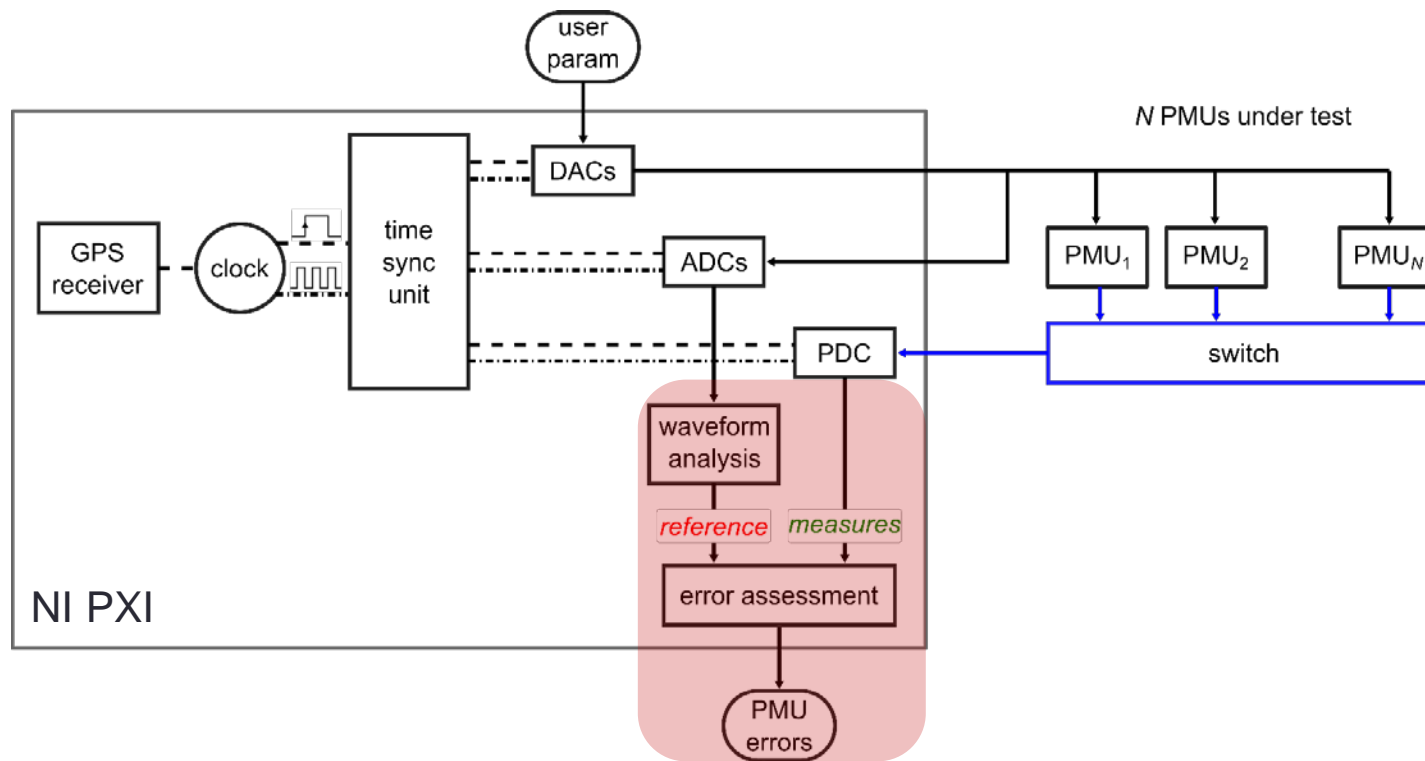 user
param
N PMUs under test
DACs
GPS
receiver
clock
time
sync
unit
ADCs
PMU1
PMU2
PMUN
PDC
switch
waveform
analysis
reference
measures
error assessment
NI PXI
PMU
errors